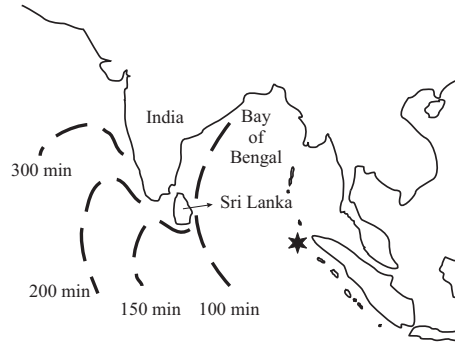 India
Bay
of
Bengal
300 min
Sri Lanka
200 min
150 min
100 min